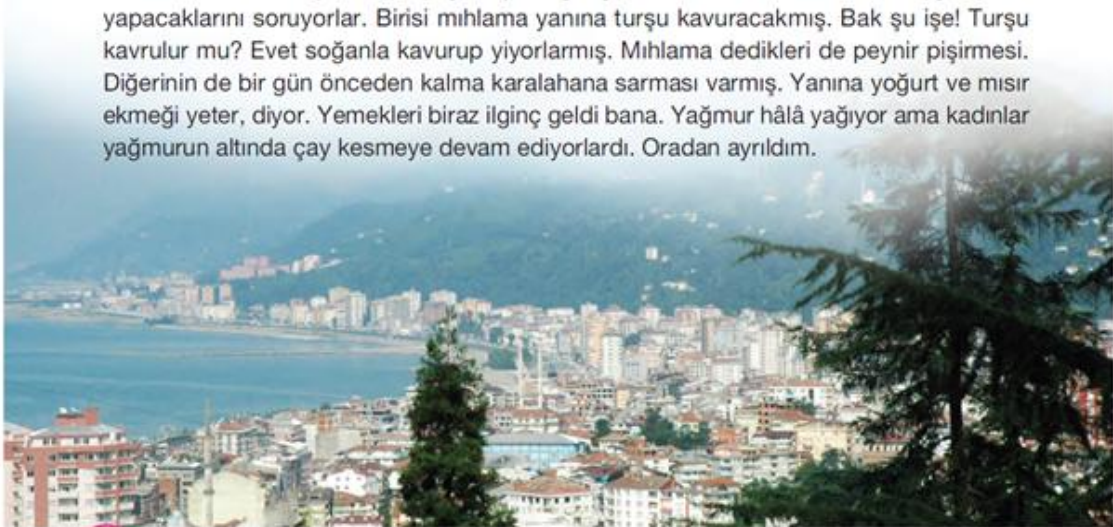 yapacaklarını soruyorlar. Birisi mıhlama yanına turşu kavuracakmış. Bak şu işe! Turşu
kavrulur mu? Evet soğanla kavurup yiyorlarmış. Mıhlama dedikleri de peynir pişirmesi.
Diğerinin de bir gün önceden kalma karalahana sarması varmış. Yanına yoğurt ve mısır
ekmeği yeter, diyor. Yemekleri biraz ilginç geldi bana. Yağmur hâlâ yağıyor ama kadınlar
yağmurun altında çay kesmeye devam ediyorlardı. Oradan ayrıldım.